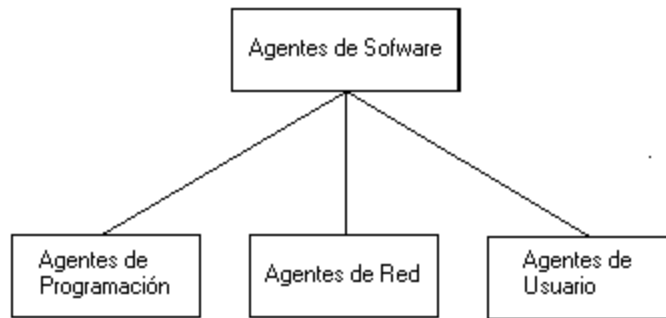 Agentes de Sofware
Agentes de
Programación
Agentes de Red
Agentes de
Usuario